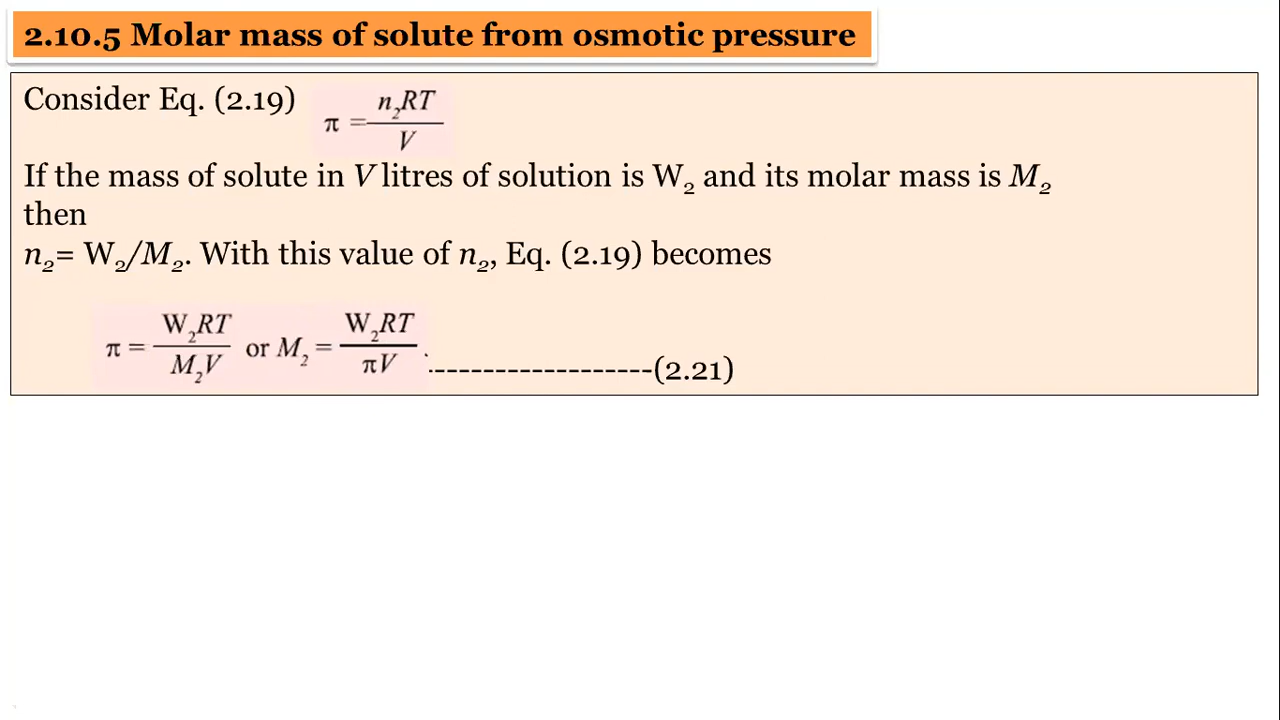 2.10.5 Molar mass of solute from osmotic pressure
Consider Eq. (2.19) π = n₂RT / V
If the mass of solute in V litres of solution is W₂ and its molar mass is M₂
then
n₂= W₂/M₂. With this value of n₂, Eq. (2.19) becomes
π = W₂RT / M₂V or M₂ = W₂RT / πV . -------------------(2.21)